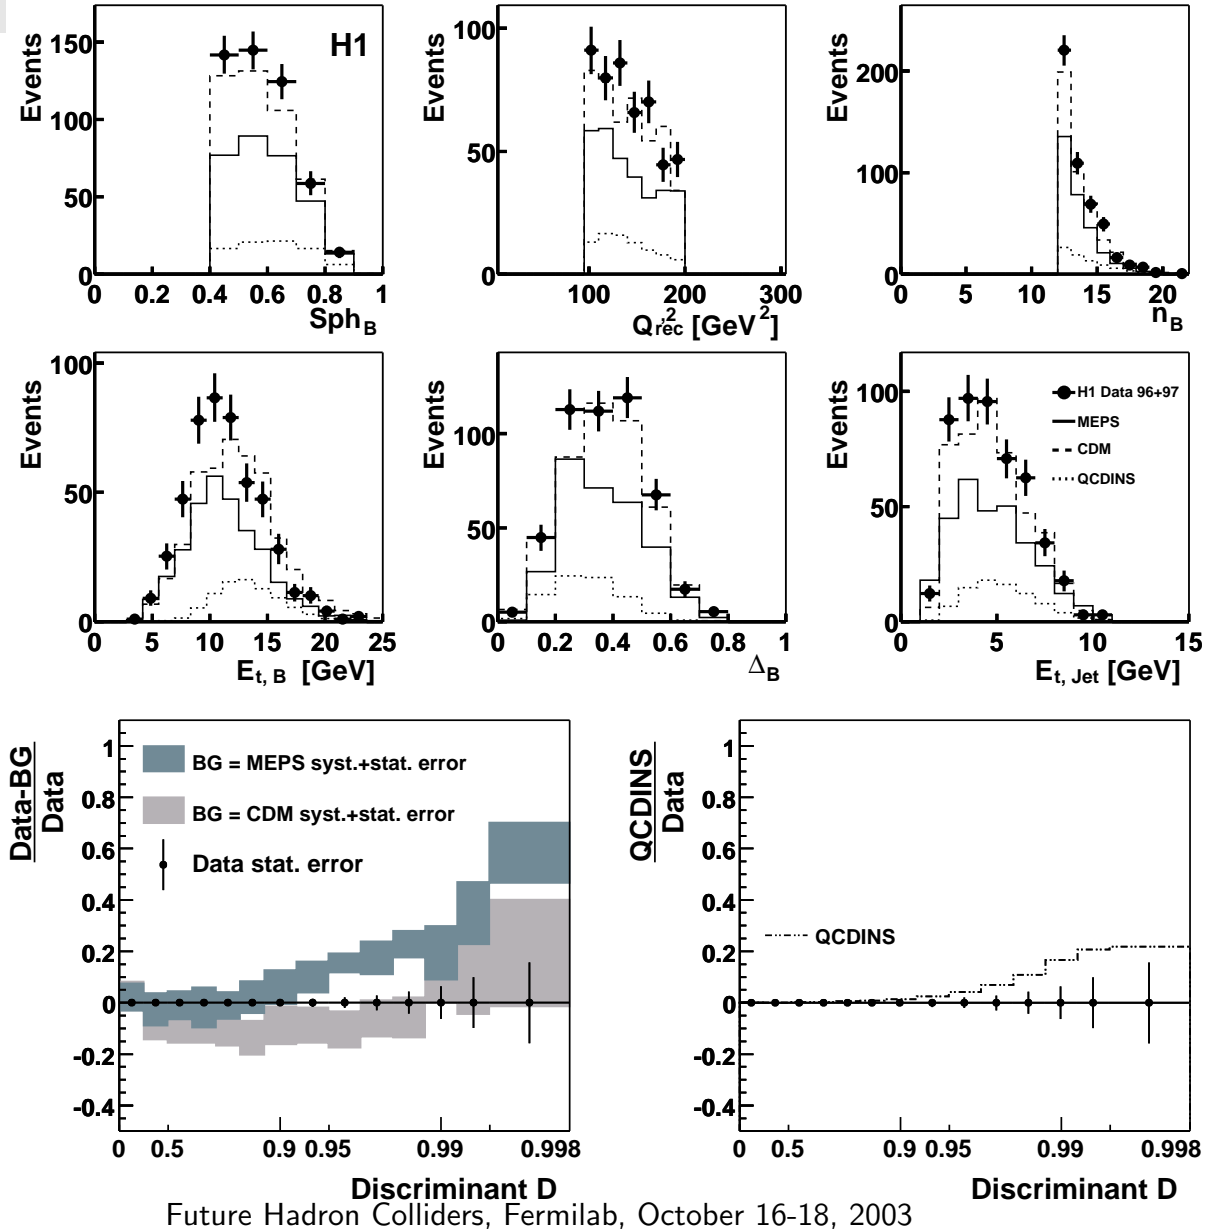 H1
Events
150
100
50
0
0 0.2 0.4 0.6 0.8 1
Sph_B
Events
100
50
0
100 200 300
Q'^2_rec [GeV^2]
Events
200
100
0
0 5 10 15 20
n_B
Events
100
50
0
0 5 10 15 20 25
E_t, B [GeV]
Events
100
50
0
0 0.2 0.4 0.6 0.8 1
Δ_B
Events
100
50
0
0 5 10 15
E_t, Jet [GeV]
H1 Data 96+97
MEPS
CDM
QCDINS
Data-BG
Data
1
0.8
0.6
0.4
0.2
0
-0.2
-0.4
BG = MEPS syst.+stat. error
BG = CDM syst.+stat. error
Data stat. error
0 0.5 0.9 0.95 0.99 0.998
Discriminant D
QCDINS
Data
1
0.8
0.6
0.4
0.2
0
-0.2
-0.4
QCDINS
0 0.5 0.9 0.95 0.99 0.998
Discriminant D
Future Hadron Colliders, Fermilab, October 16-18, 2003